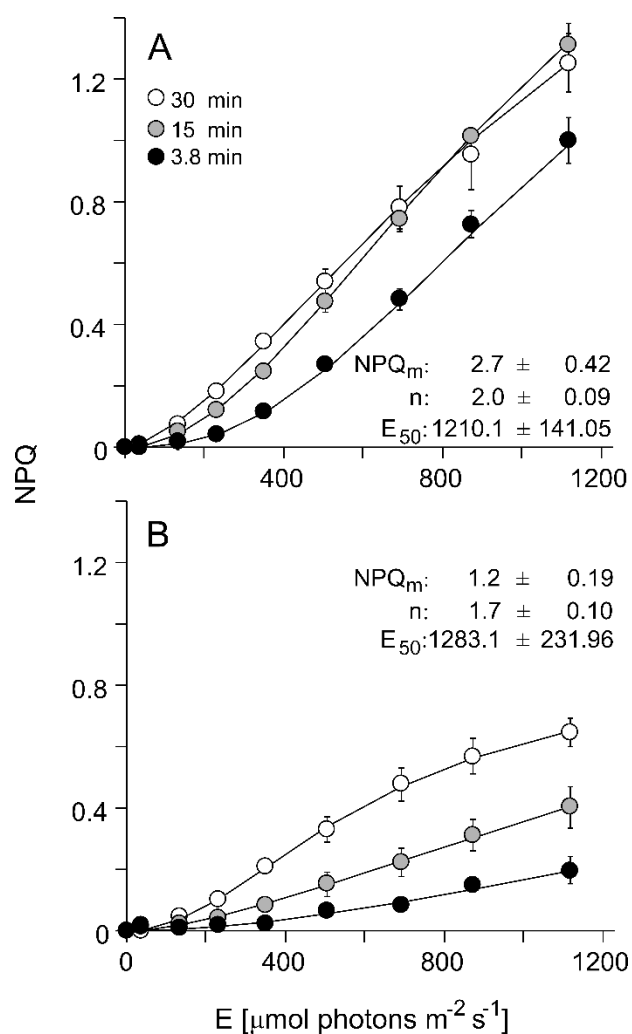 A
30 min
15 min
3.8 min
1.2
0.8
0.4
0
NPQm: 2.7 ± 0.42
n: 2.0 ± 0.09
E50:1210.1 ± 141.05
400 800 1200
NPQ
B
NPQm: 1.2 ± 0.19
n: 1.7 ± 0.10
E50:1283.1 ± 231.96
1.2
0.8
0.4
0
0 400 800 1200
E [μmol photons m-2 s-1]